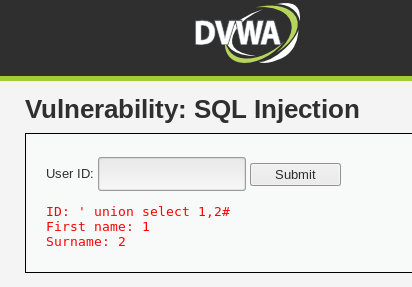 DVWA
Vulnerability: SQL Injection
User ID: Submit
ID: ' union select 1,2#
First name: 1
Surname: 2